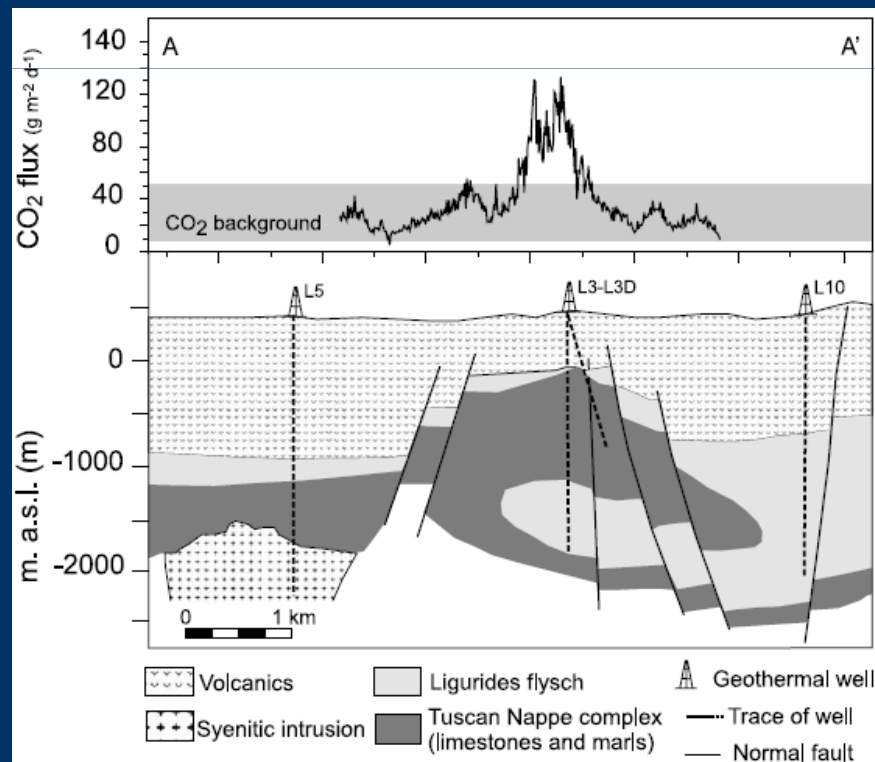 140
A
A'
120
80
40
0
CO2 flux (g m-2 d-1)
CO2 background
L5
L3-L3D
L10
0
-1000
-2000
m. a.s.l. (m)
0 1 km
Volcanics
Ligurides flysch
Geothermal well
Syenitic intrusion
Tuscan Nappe complex
(limestones and marls)
Trace of well
Normal fault